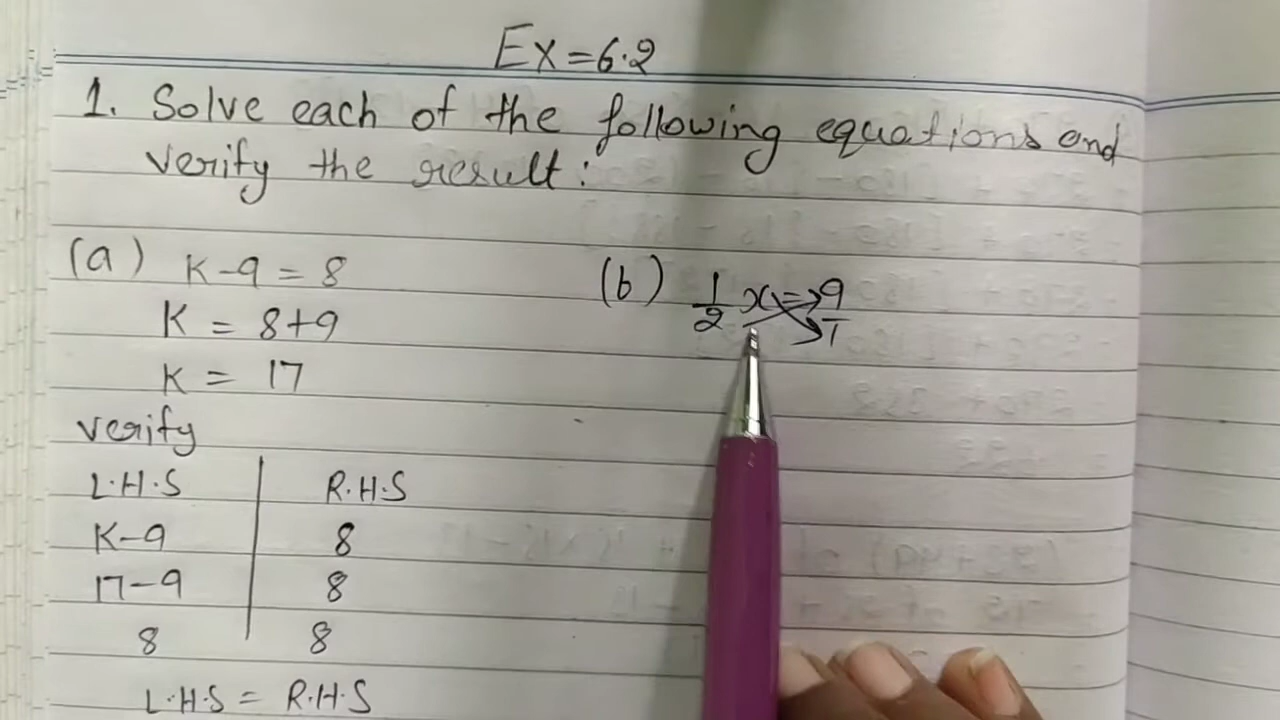 Ex=6.2
1. Solve each of the following equations and
verify the result:
(a) K-9 = 8
K = 8+9
K = 17
verify
L.H.S R.H.S
K-9 8
17-9 8
8 8
L.H.S = R.H.S
(b) 1/2 x = 9/1